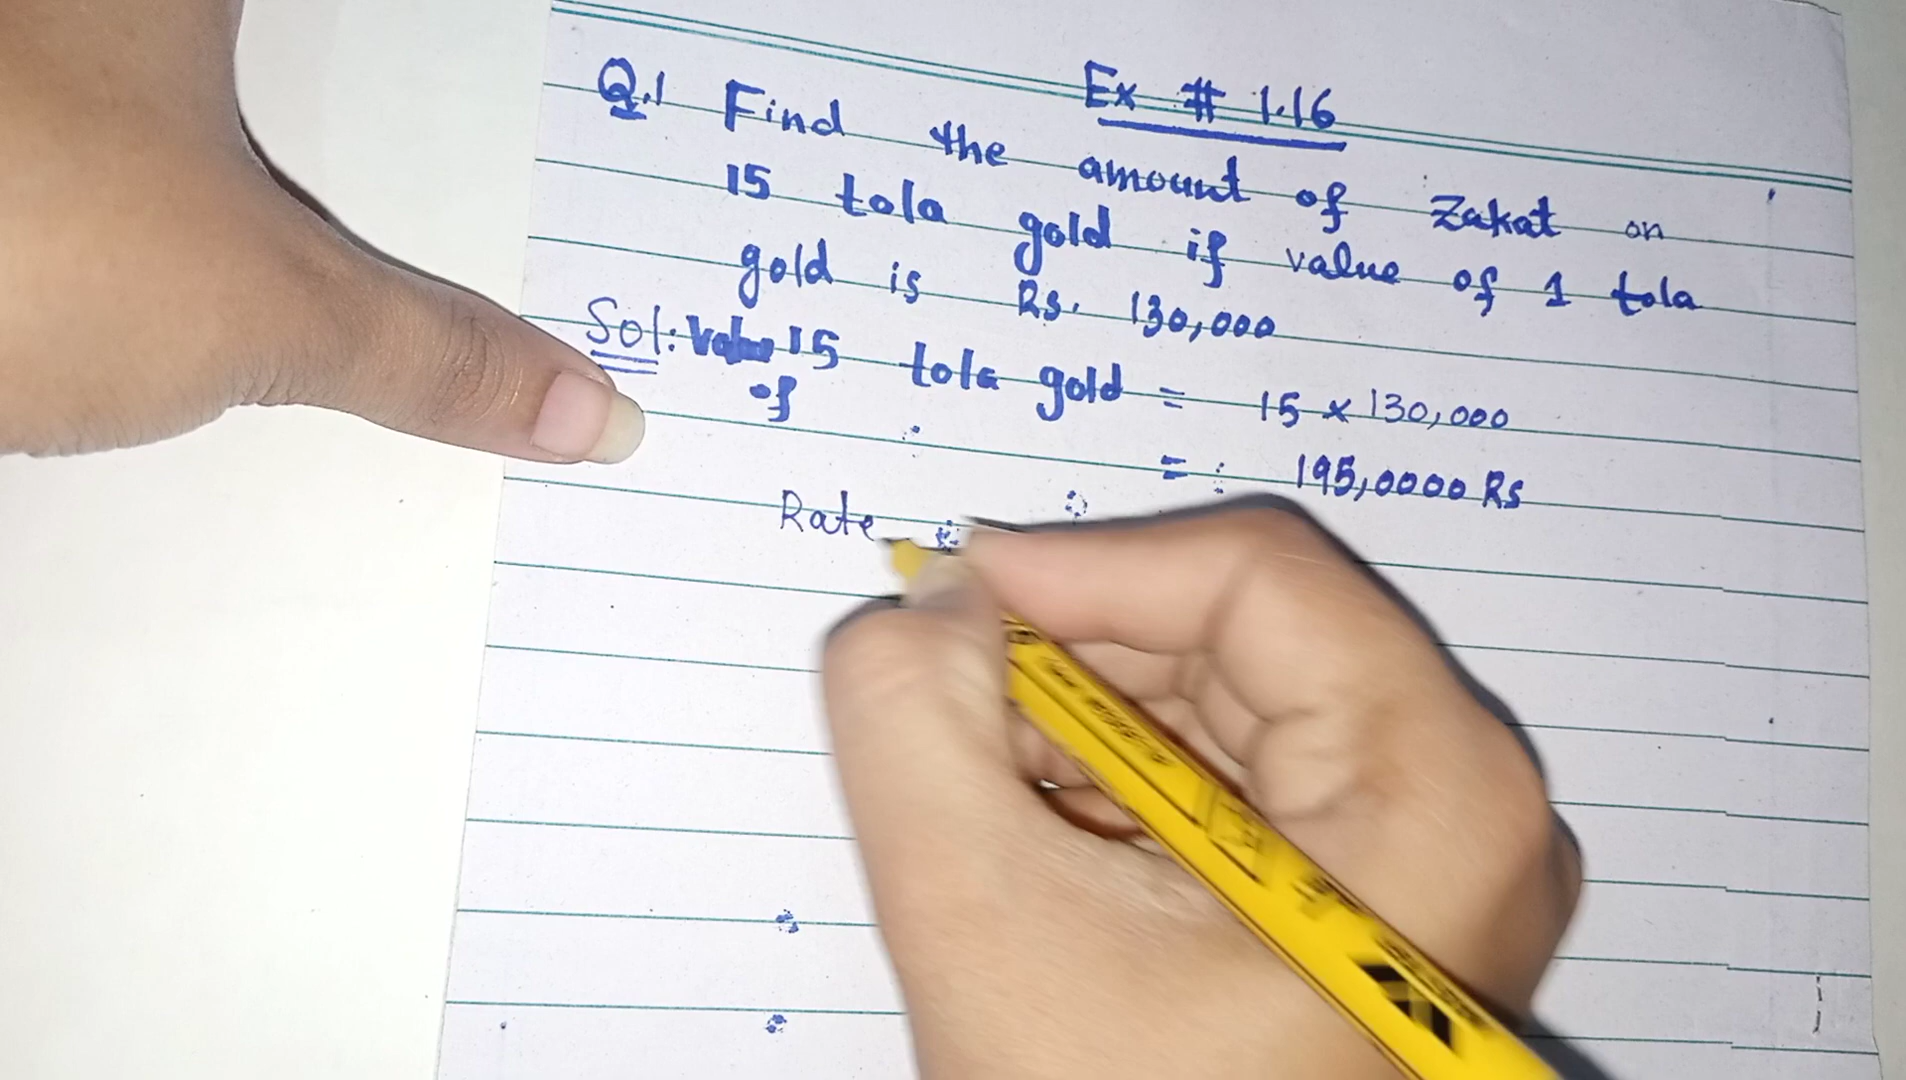 Ex # 1.16
Q.1 Find the amount of Zakat on
15 tola gold if value of 1 tola
gold is Rs. 130,000
Sol: Value 15 tola gold = 15 × 130,000
of
= 195,0000 Rs
Rate